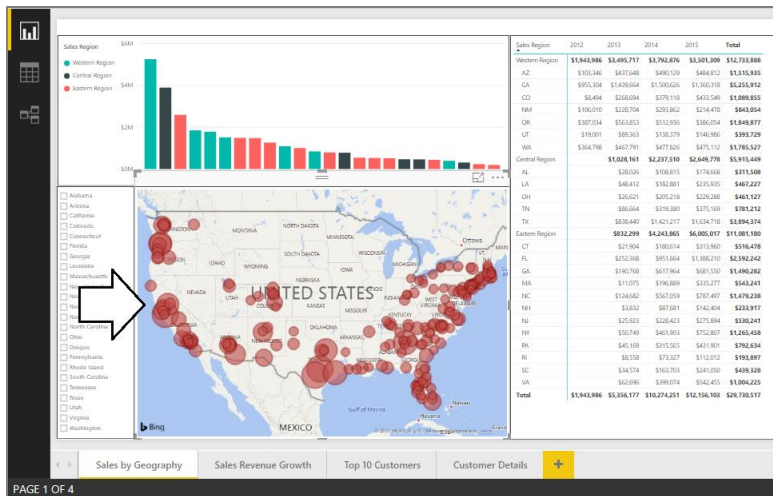 Sales Region
Western Region
Central Region
Eastern Region
$6M
$4M
$2M
$0M
Alabama
Arizona
California
Colorado
Connecticut
Florida
Georgia
Louisiana
Massachusetts
North Carolina
Ohio
Oregon
Pennsylvania
Rhode Island
South Carolina
Tennessee
Texas
Utah
Virginia
Washington
MONTANA
NORTH DAKOTA
MINNESOTA
Ottawa
SOUTH DAKOTA
WISCONSIN
IDAHO
WYOMING
IOWA
NEBRASKA
NEVADA
UTAH
UNITED STATES
KANSAS
MISSOURI
KENTUCKY
OKLAHOMA
ARKANSAS
Gulf of Mexico
Havana
Nassau
MEXICO
Bing
Sales Region 2012 2013 2014 2015 Total
Western Region $1,943,986 $3,495,717 $3,792,876 $3,501,309 $12,733,888
AZ $103,346 $437,648 $490,129 $484,812 $1,515,935
CA $955,304 $1,439,664 $1,500,626 $1,360,318 $5,255,912
CO $8,494 $268,694 $379,118 $433,549 $1,089,855
NM $106,010 $228,704 $293,862 $214,478 $843,054
OR $387,034 $563,853 $512,936 $386,054 $1,849,877
UT $19,001 $89,363 $138,379 $146,986 $393,729
WA $364,798 $467,791 $477,826 $475,112 $1,785,527
Central Region $1,028,161 $2,237,510 $2,649,778 $5,915,449
AL $28,026 $108,815 $174,668 $311,508
LA $48,412 $182,881 $235,935 $467,227
OH $26,621 $205,218 $229,288 $461,127
TN $86,664 $319,380 $375,169 $781,212
TX $838,440 $1,421,217 $1,634,718 $3,894,374
Eastern Region $832,299 $4,243,865 $6,005,017 $11,081,180
CT $21,904 $180,614 $313,960 $516,478
FL $252,368 $951,664 $1,388,210 $2,592,242
GA $190,768 $617,964 $681,550 $1,490,282
MA $11,075 $196,889 $335,277 $543,241
NC $124,682 $567,059 $787,497 $1,479,238
NH $3,832 $87,681 $142,404 $233,917
NJ $25,923 $228,423 $275,894 $530,241
NY $50,749 $461,903 $752,807 $1,265,458
PA $45,169 $315,565 $431,901 $792,634
RI $8,558 $73,327 $112,012 $193,897
SC $34,574 $163,703 $241,050 $439,328
VA $62,696 $399,074 $542,455 $1,004,225
Total $1,943,986 $5,356,177 $10,274,251 $12,156,103 $29,730,517
Sales by Geography
Sales Revenue Growth
Top 10 Customers
Customer Details
+
PAGE 1 OF 4